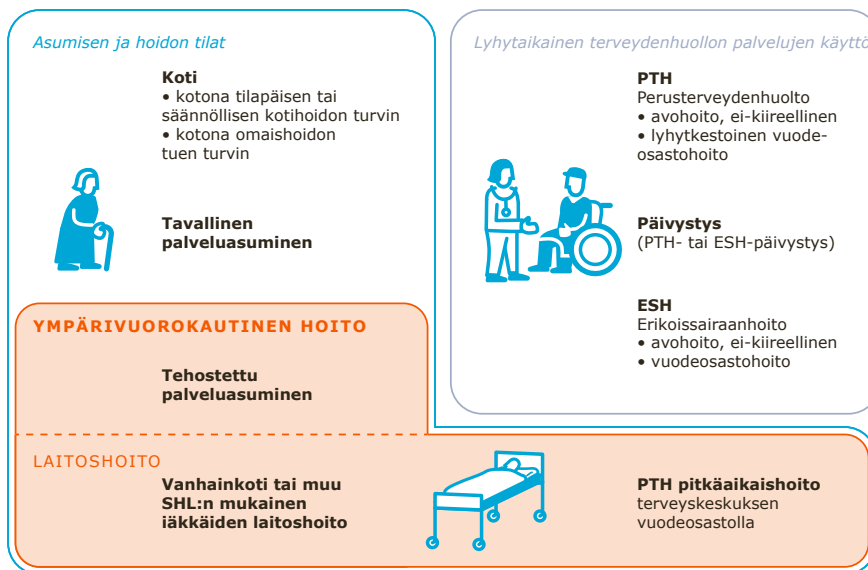 Asumisen ja hoidon tilat
Koti
• kotona tilapäisen tai
säännöllisen kotihoidon turvin
• kotona omaishoidon
tuen turvin
Tavallinen
palveluasuminen
YMPÄRIVUOROKAUTINEN HOITO
Tehostettu
palveluasuminen
LAITOSHOITO
Vanhainkoti tai muu
SHL:n mukainen
iäkkäiden laitoshoito
Lyhytaikainen terveydenhuollon palvelujen käyttö
PTH
Perusterveydenhuolto
• avohoito, ei-kiireellinen
• lyhytkestoinen vuode-
osastohoito
Päivystys
(PTH- tai ESH-päivystys)
ESH
Erikoissairaanhoito
• avohoito, ei-kiireellinen
• vuodeosastohoito
PTH pitkäaikaishoito
terveyskeskuksen
vuodeosastolla